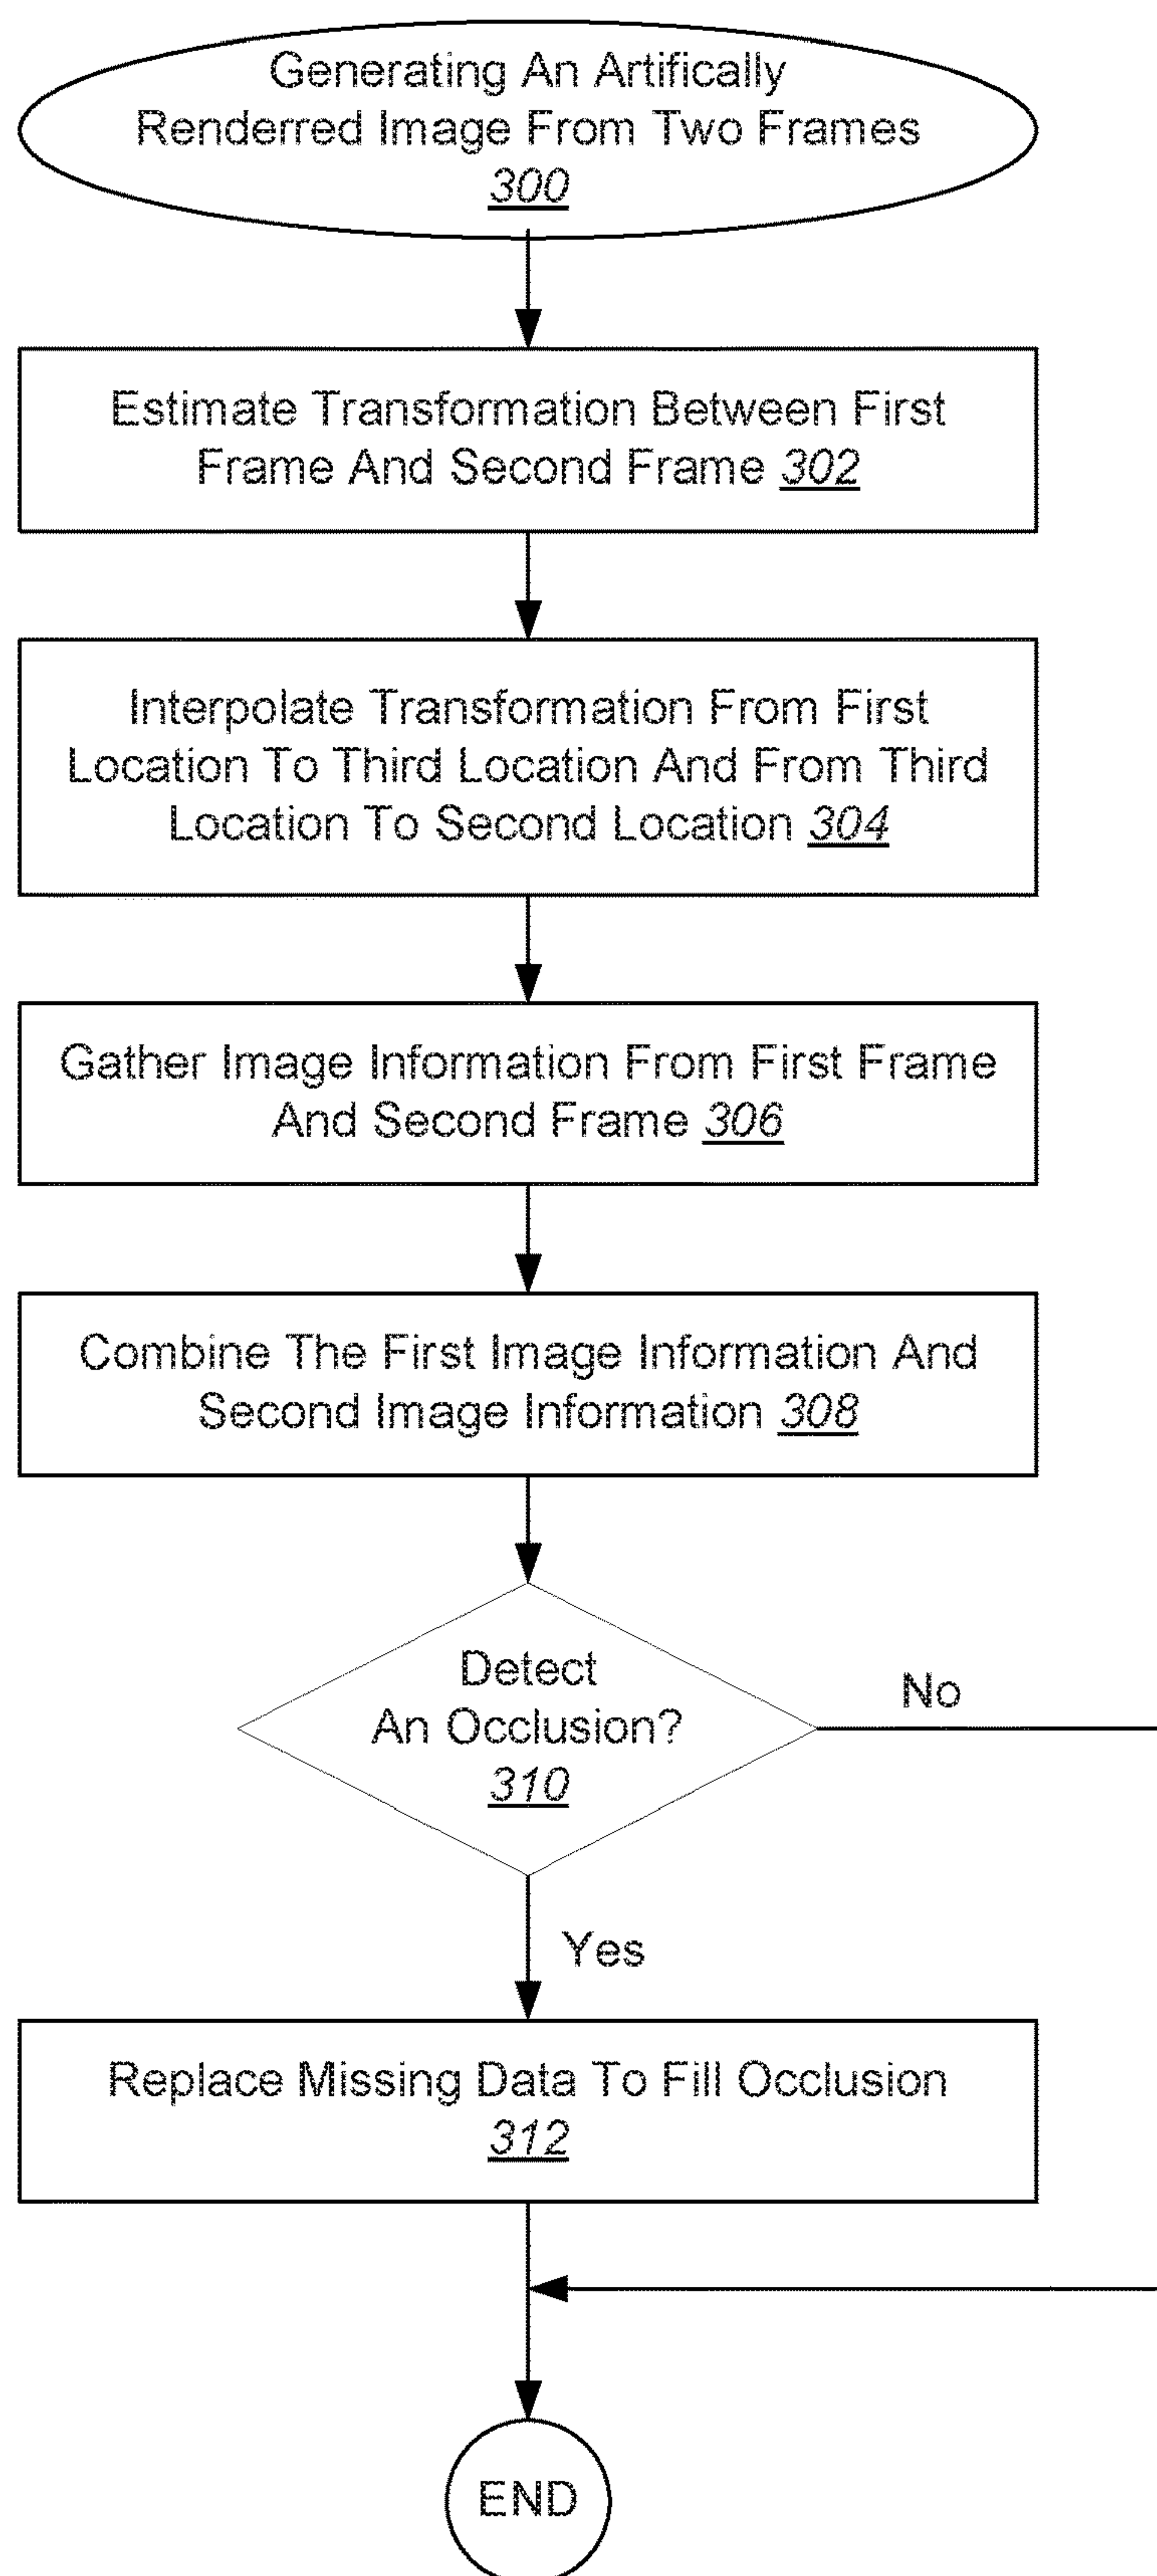 Generating An Artifically
Renderred Image From Two Frames
300
Estimate Transformation Between First
Frame And Second Frame 302
Interpolate Transformation From First
Location To Third Location And From Third
Location To Second Location 304
Gather Image Information From First Frame
And Second Frame 306
Combine The First Image Information And
Second Image Information 308
Detect
An Occlusion?
310
No
Yes
Replace Missing Data To Fill Occlusion
312
END